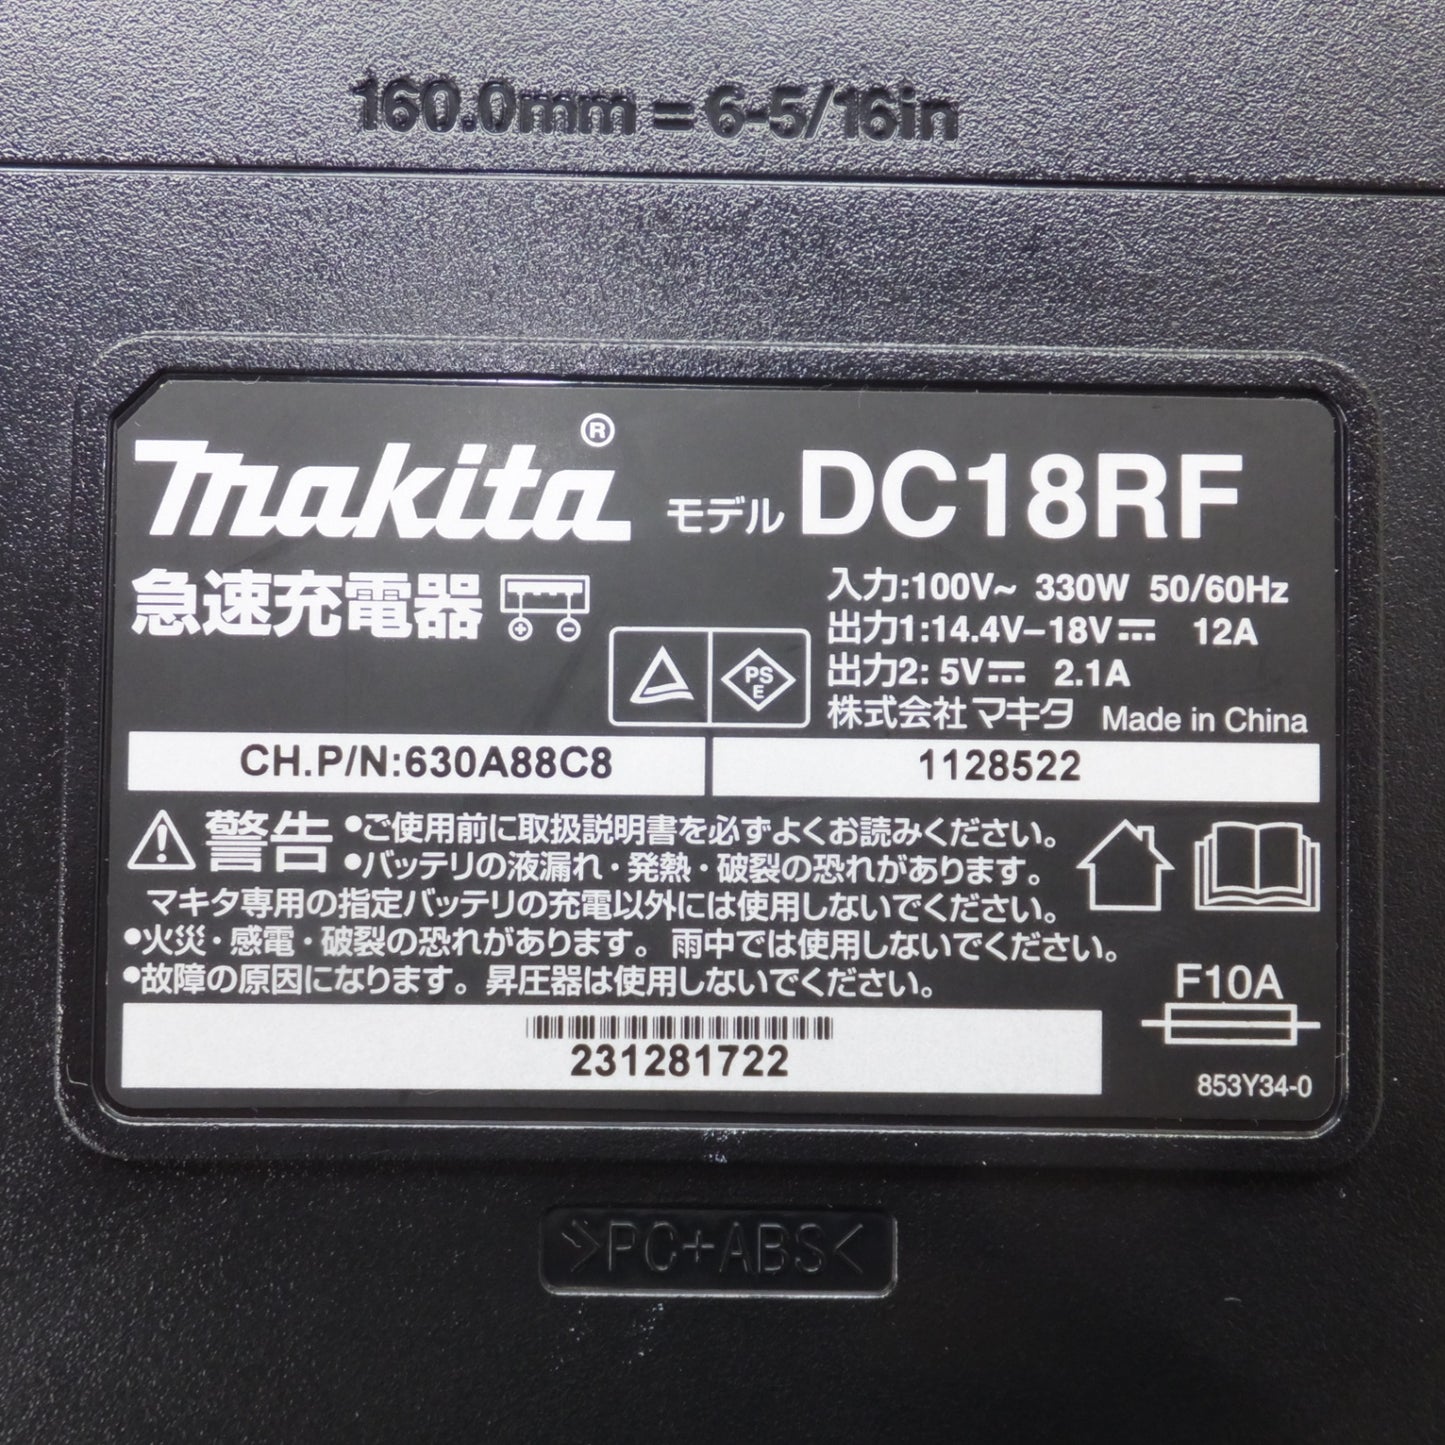 160.0mm=6-5/16in
makita® モデル DC18RF
急速充電器
入力:100V~ 330W 50/60Hz
出力1:14.4V–18V⎓ 12A
出力2: 5V⎓ 2.1A
PS
E
株式会社マキタ Made in China
CH.P/N:630A88C8 1128522
警告 •ご使用前に取扱説明書を必ずよくお読みください。
•バッテリの液漏れ・発熱・破裂の恐れがあります。
マキタ専用の指定バッテリの充電以外には使用しないでください。
•火災・感電・破裂の恐れがあります。雨中では使用しないでください。
•故障の原因になります。昇圧器は使用しないでください。
F10A
231281722
853Y34-0
>PC+ABS<